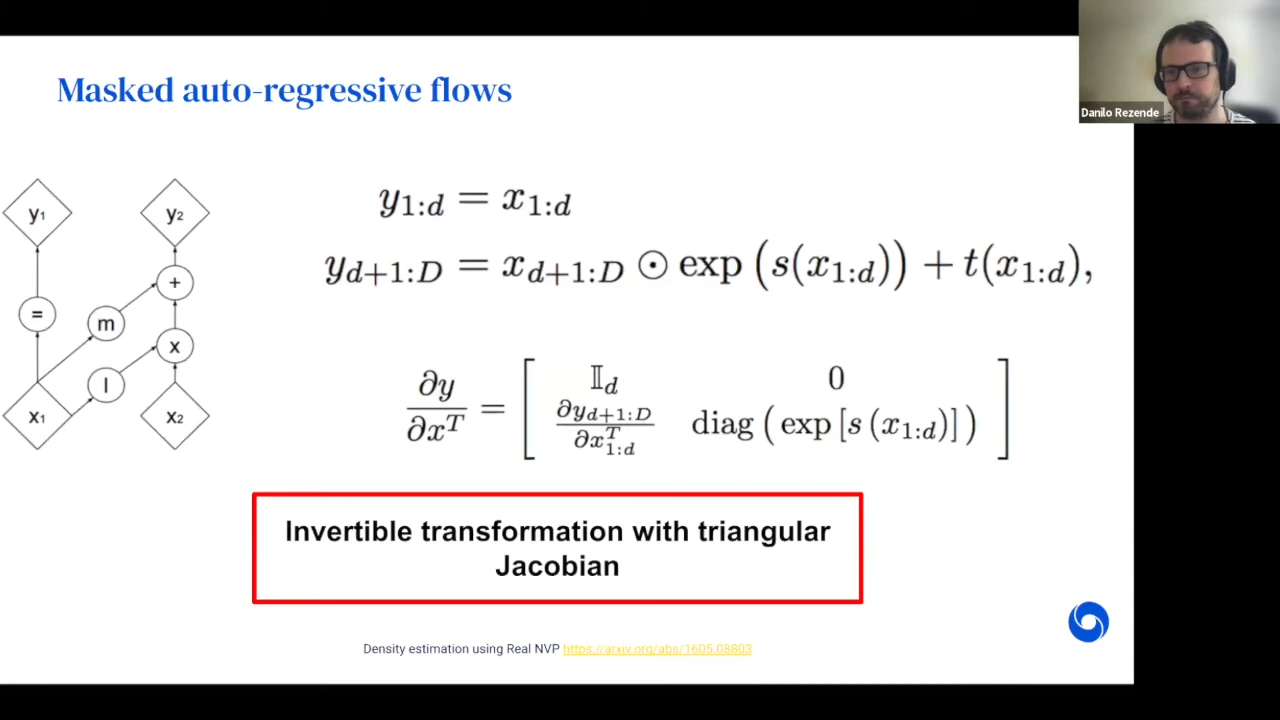 Masked auto-regressive flows
Danilo Rezende
y₁ y₂
+
= m
x
l
x₁ x₂
y_{1:d} = x_{1:d}
y_{d+1:D} = x_{d+1:D} ⊙ exp(s(x_{1:d})) + t(x_{1:d}),
∂y/∂x^T = [ 𝕀_d 0
∂y_{d+1:D}/∂x^T_{1:d} diag(exp[s(x_{1:d})]) ]
Invertible transformation with triangular
Jacobian
Density estimation using Real NVP https://arxiv.org/abs/1605.08803